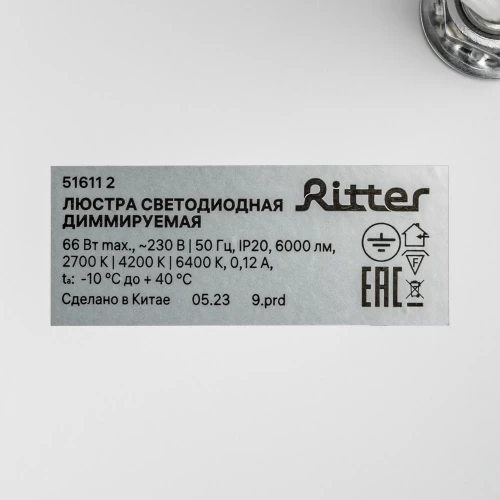 51611 2
Ritter
ЛЮСТРА СВЕТОДИОДНАЯ
ДИММИРУЕМАЯ
66 Вт max., ~230 В | 50 Гц, IP20, 6000 лм,
2700 K | 4200 K | 6400 K, 0,12 A,
ta: -10 °C до + 40 °C
Сделано в Китае 05.23 9.prd
F
EAC